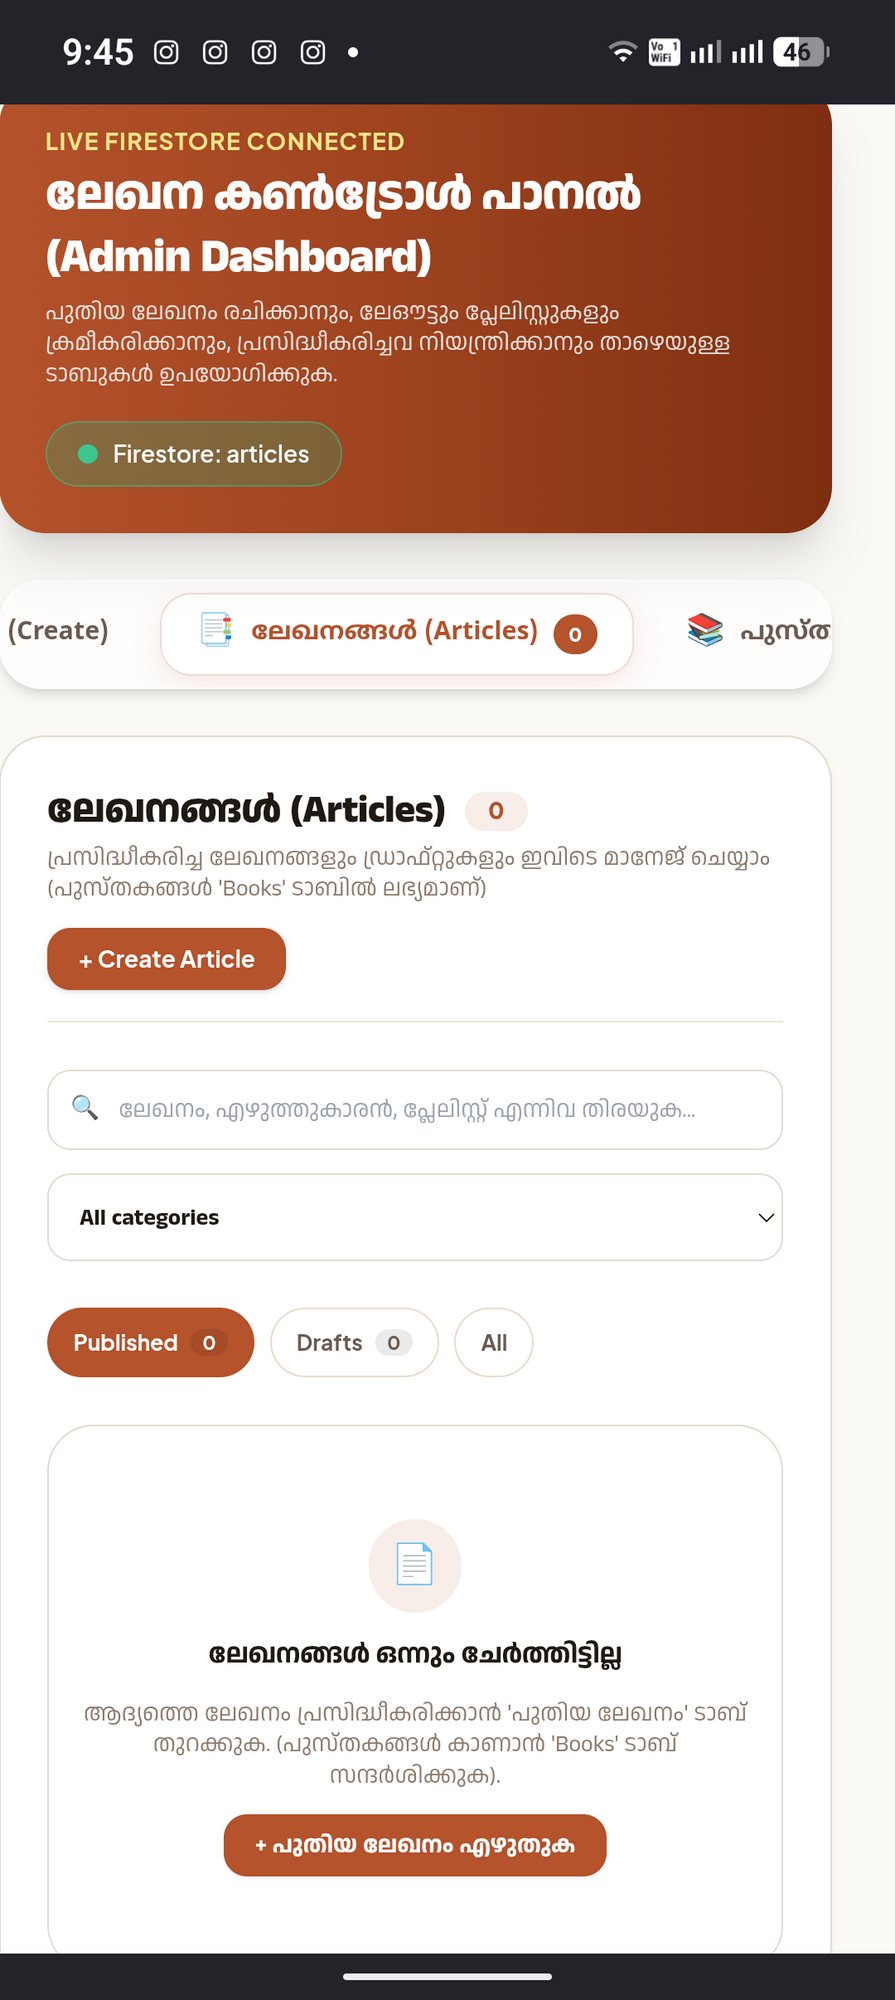 9:45
Vo 1
WiFi
46
LIVE FIRESTORE CONNECTED
ലേഖന കൺട്രോൾ പാനൽ
(Admin Dashboard)
പുതിയ ലേഖനം രചിക്കാനും, ലേഔട്ടും പ്ലേലിസ്റ്റുകളും
ക്രമീകരിക്കാനും, പ്രസിദ്ധീകരിച്ചവ നിയന്ത്രിക്കാനും താഴെയുള്ള
ടാബുകൾ ഉപയോഗിക്കുക.
Firestore: articles
(Create)
ലേഖനങ്ങൾ (Articles) 0
പുസ്ത
ലേഖനങ്ങൾ (Articles) 0
പ്രസിദ്ധീകരിച്ച ലേഖനങ്ങളും ഡ്രാഫ്റ്റുകളും ഇവിടെ മാനേജ് ചെയ്യാം
(പുസ്തകങ്ങൾ 'Books' ടാബിൽ ലഭ്യമാണ്)
+ Create Article
ലേഖനം, എഴുത്തുകാരൻ, പ്ലേലിസ്റ്റ് എന്നിവ തിരയുക...
All categories
Published 0
Drafts 0
All
ലേഖനങ്ങൾ ഒന്നും ചേർത്തിട്ടില്ല
ആദ്യത്തെ ലേഖനം പ്രസിദ്ധീകരിക്കാൻ 'പുതിയ ലേഖനം' ടാബ്
തുറക്കുക. (പുസ്തകങ്ങൾ കാണാൻ 'Books' ടാബ്
സന്ദർശിക്കുക).
+ പുതിയ ലേഖനം എഴുതുക